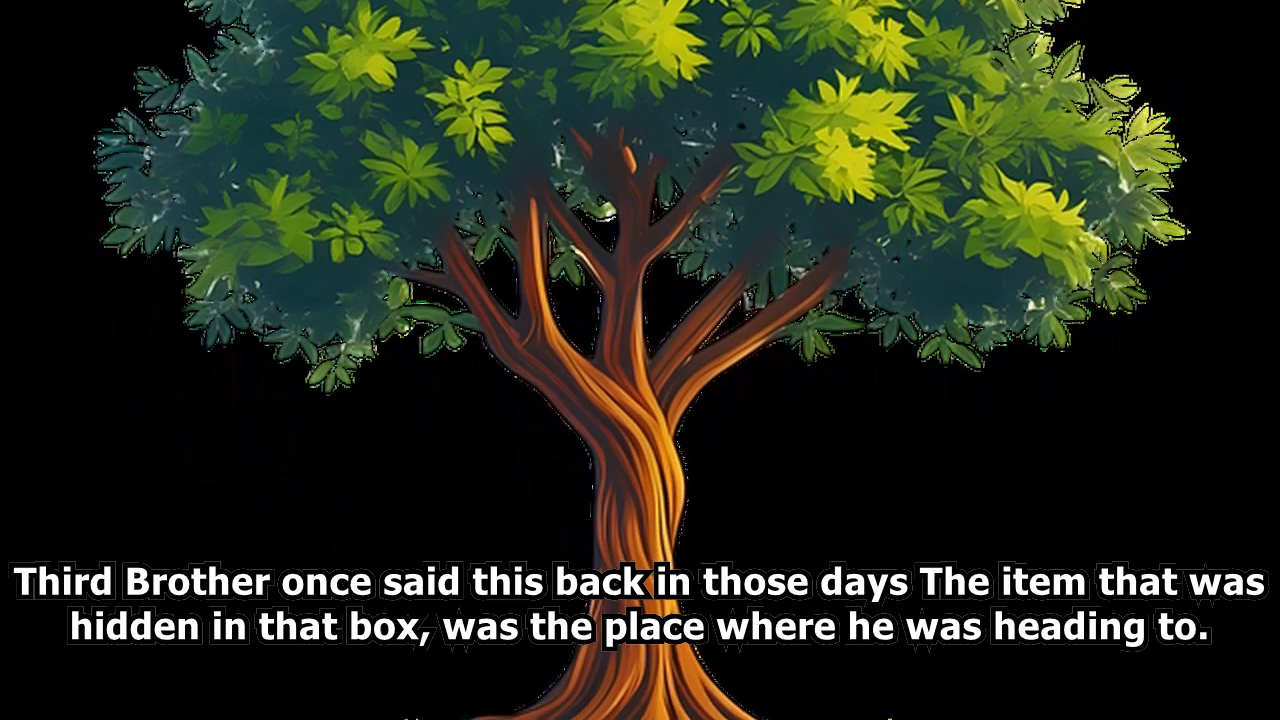 Third Brother once said this back in those days The item that was
hidden in that box, was the place where he was heading to.